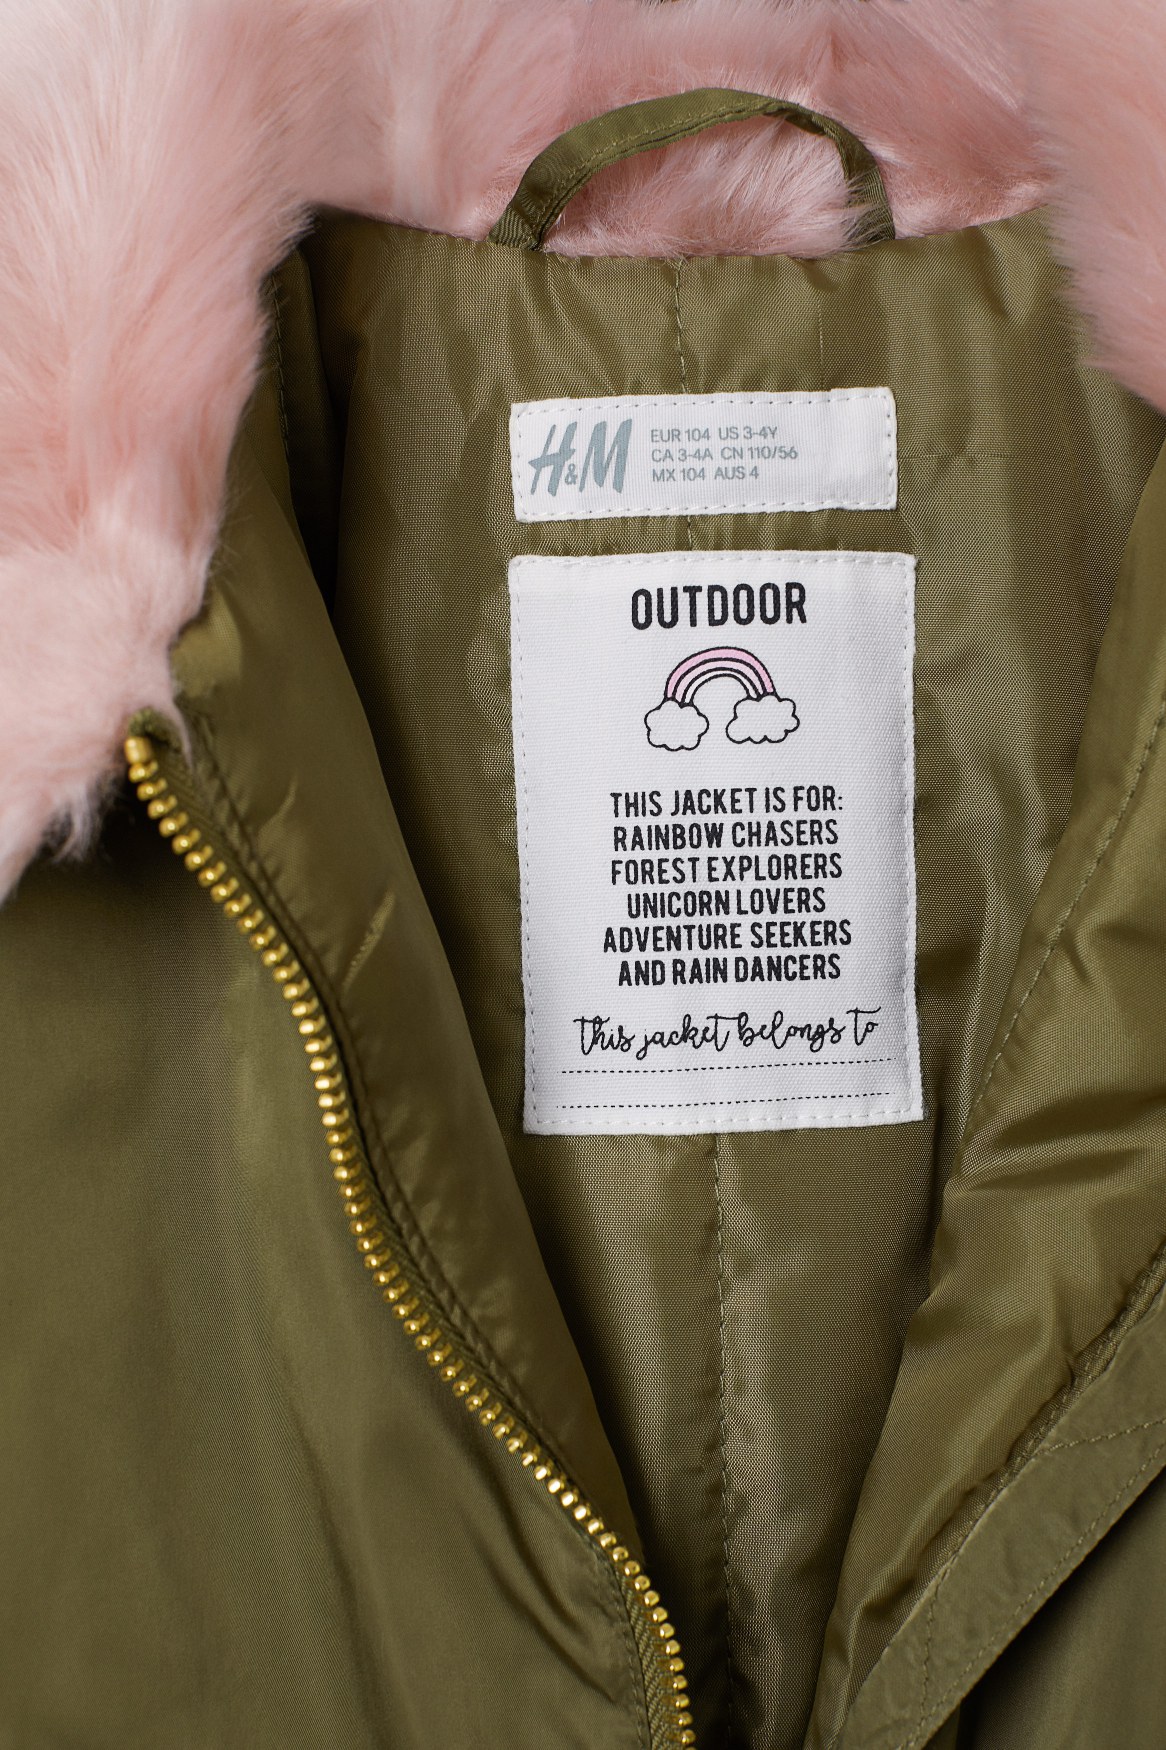 H&M
EUR 104 US 3-4Y
CA 3-4A CN 110/56
MX 104 AUS 4
OUTDOOR
THIS JACKET IS FOR:
RAINBOW CHASERS
FOREST EXPLORERS
UNICORN LOVERS
ADVENTURE SEEKERS
AND RAIN DANCERS
this jacket belongs to